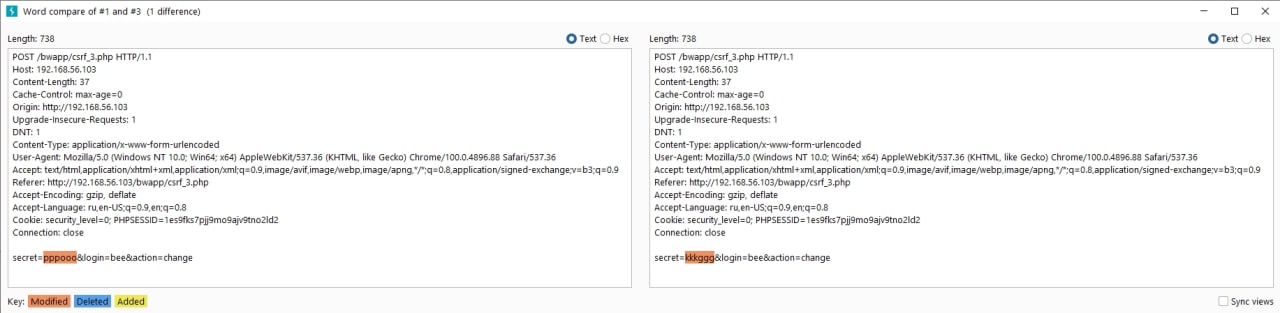 Word compare of #1 and #3 (1 difference)
Length: 738
Text
Hex
POST /bwapp/csrf_3.php HTTP/1.1
Host: 192.168.56.103
Content-Length: 37
Cache-Control: max-age=0
Origin: http://192.168.56.103
Upgrade-Insecure-Requests: 1
DNT: 1
Content-Type: application/x-www-form-urlencoded
User-Agent: Mozilla/5.0 (Windows NT 10.0; Win64; x64) AppleWebKit/537.36 (KHTML, like Gecko) Chrome/100.0.4896.88 Safari/537.36
Accept: text/html,application/xhtml+xml,application/xml;q=0.9,image/avif,image/webp,image/apng,*/*;q=0.8,application/signed-exchange;v=b3;q=0.9
Referer: http://192.168.56.103/bwapp/csrf_3.php
Accept-Encoding: gzip, deflate
Accept-Language: ru,en-US;q=0.9,en;q=0.8
Cookie: security_level=0; PHPSESSID=1es9fks7pjj9mo9ajv9tno2ld2
Connection: close
secret=pppooo&login=bee&action=change
Length: 738
Text
Hex
POST /bwapp/csrf_3.php HTTP/1.1
Host: 192.168.56.103
Content-Length: 37
Cache-Control: max-age=0
Origin: http://192.168.56.103
Upgrade-Insecure-Requests: 1
DNT: 1
Content-Type: application/x-www-form-urlencoded
User-Agent: Mozilla/5.0 (Windows NT 10.0; Win64; x64) AppleWebKit/537.36 (KHTML, like Gecko) Chrome/100.0.4896.88 Safari/537.36
Accept: text/html,application/xhtml+xml,application/xml;q=0.9,image/avif,image/webp,image/apng,*/*;q=0.8,application/signed-exchange;v=b3;q=0.9
Referer: http://192.168.56.103/bwapp/csrf_3.php
Accept-Encoding: gzip, deflate
Accept-Language: ru,en-US;q=0.9,en;q=0.8
Cookie: security_level=0; PHPSESSID=1es9fks7pjj9mo9ajv9tno2ld2
Connection: close
secret=kkkggg&login=bee&action=change
Key: Modified Deleted Added
Sync views